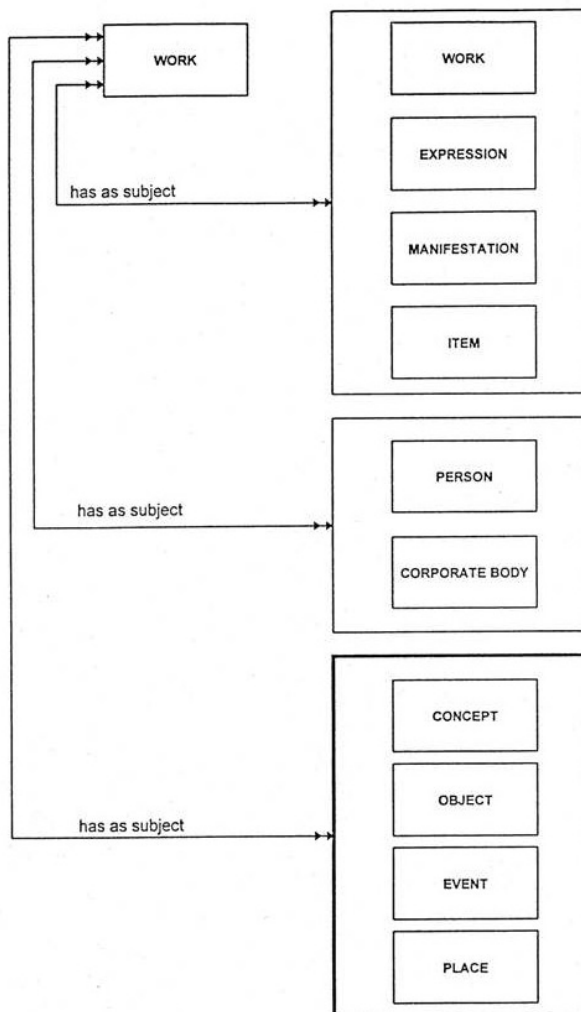 WORK
WORK
EXPRESSION
has as subject
MANIFESTATION
ITEM
PERSON
has as subject
CORPORATE BODY
CONCEPT
OBJECT
has as subject
EVENT
PLACE